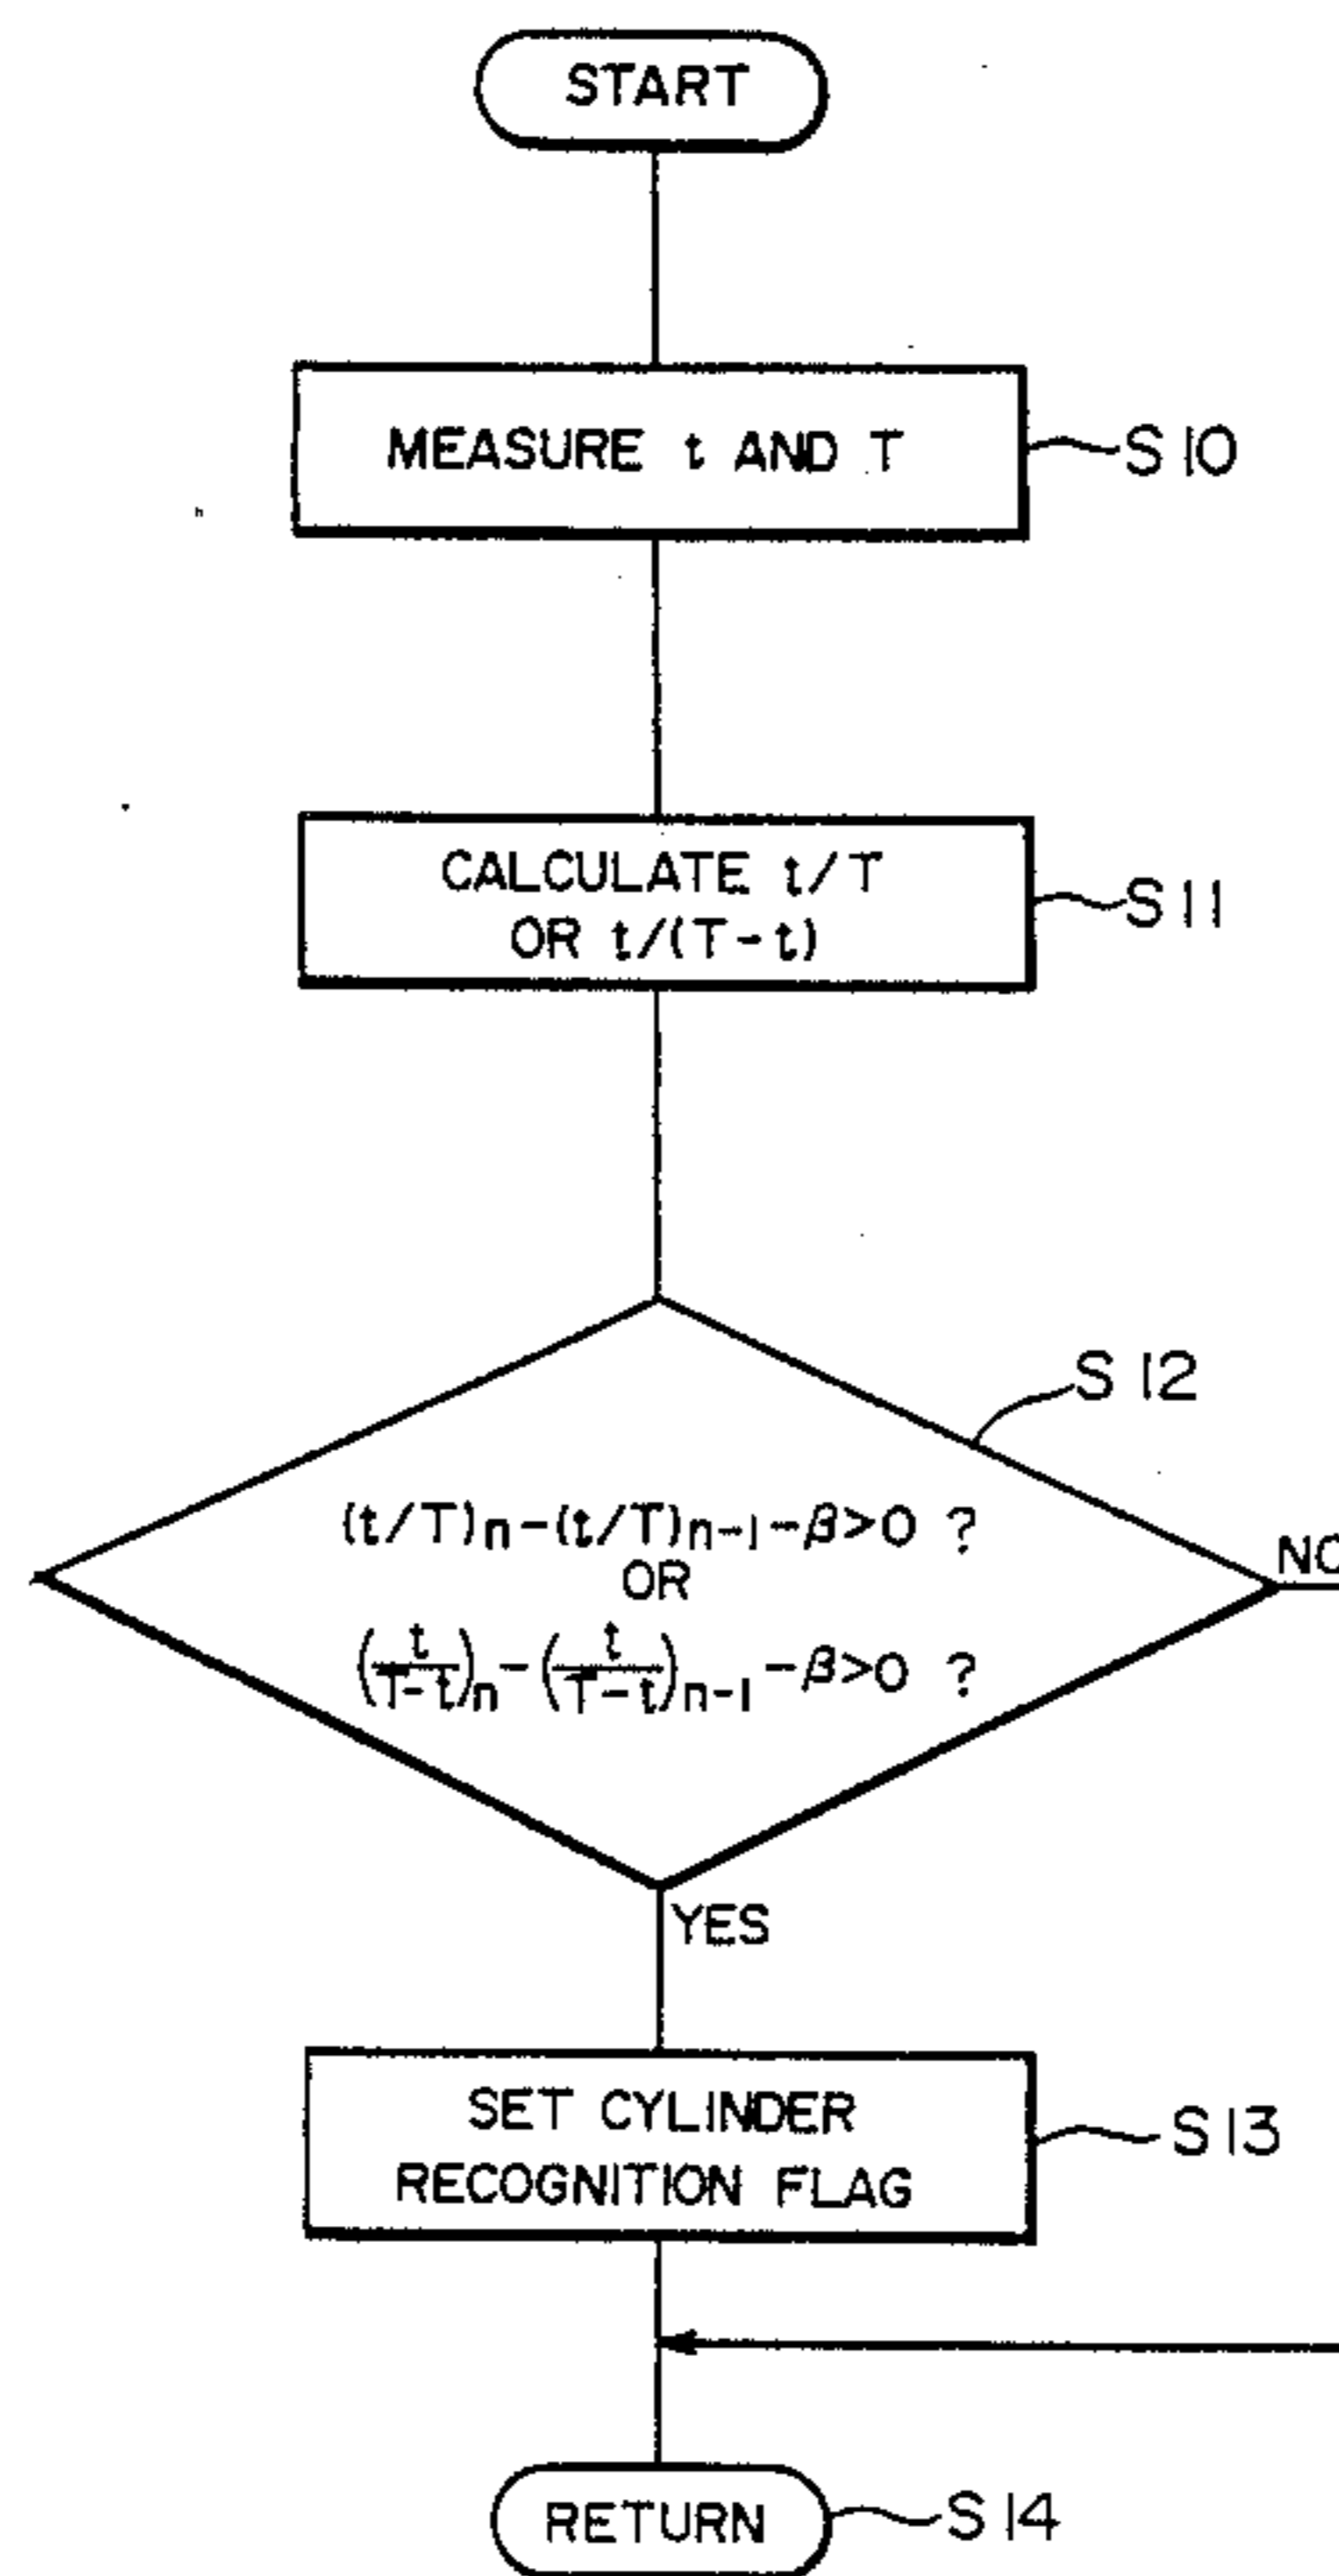 START
MEASURE t AND T
S10
CALCULATE t/T
OR t/(T-t)
S11
S12
(t/T)n-(t/T)n-1-β>0 ?
OR
(t/T-t)n-(t/T-t)n-1-β>0 ?
NO
YES
SET CYLINDER
RECOGNITION FLAG
S13
RETURN
S14